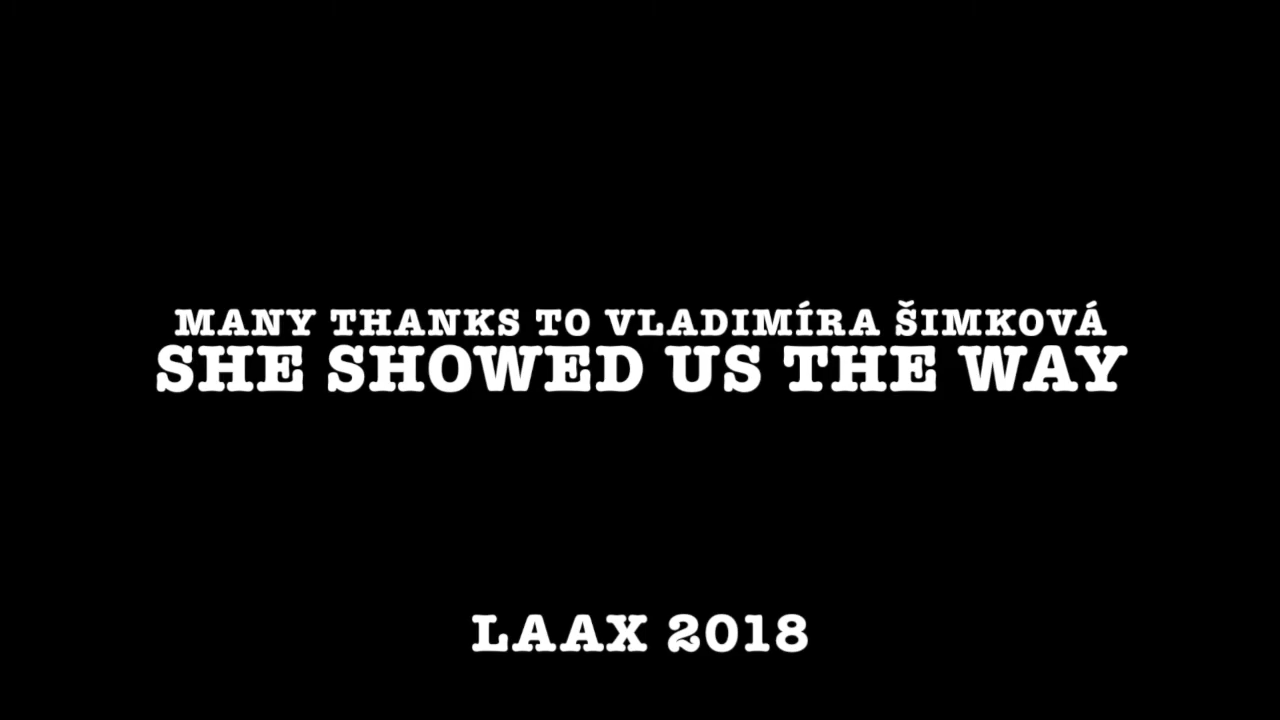 MANY THANKS TO VLADIMÍRA ŠIMKOVÁ
SHE SHOWED US THE WAY
LAAX 2018